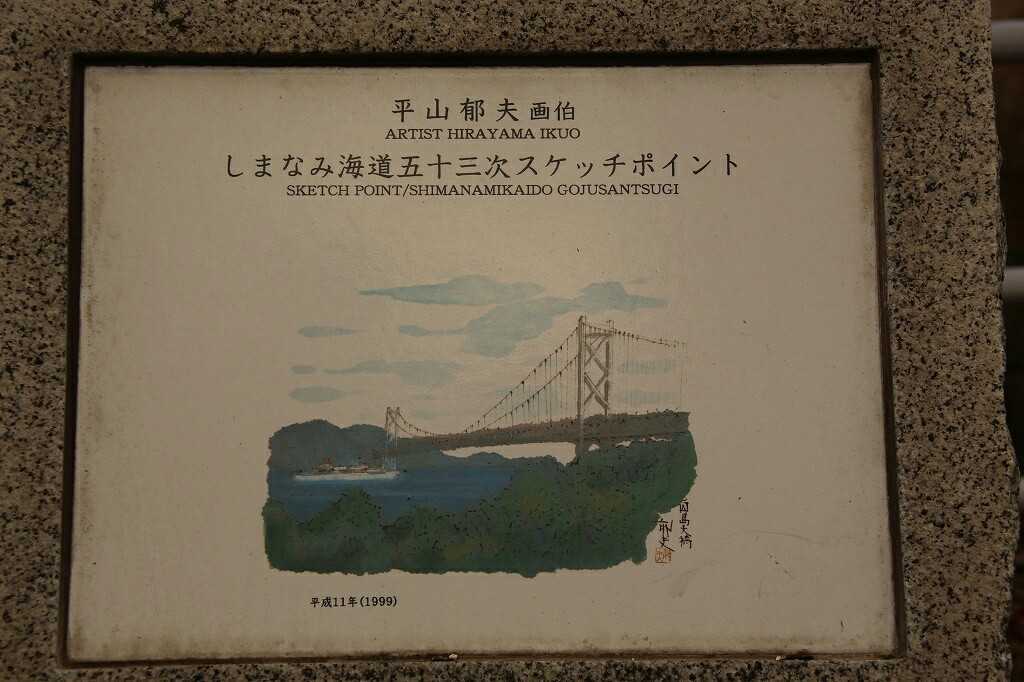 平山郁夫画伯
ARTIST HIRAYAMA IKUO
しまなみ海道五十三次スケッチポイント
SKETCH POINT/SHIMANAMIKAIDO GOJUSANTSUGI
因島大橋
平成11年(1999)